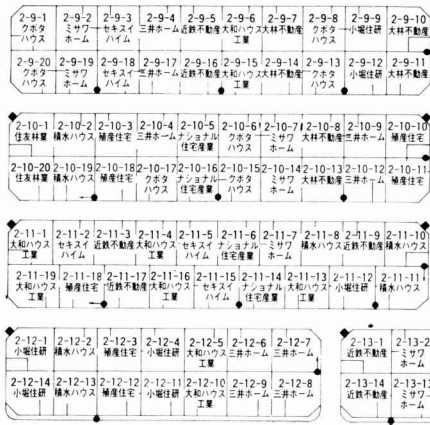 2-9-1 2-9-2 2-9-3 2-9-4 2-9-5 2-9-6 2-9-7 2-9-8 2-9-9 2-9-10
クボタハウス ミサワホーム セキスイハイム 三井ホーム 近鉄不動産 大和ハウス工業 大林不動産 クボタハウス 小堀住研 大林不動産
2-9-20 2-9-19 2-9-18 2-9-17 2-9-16 2-9-15 2-9-14 2-9-13 2-9-12 2-9-11
クボタハウス ミサワホーム セキスイハイム 三井ホーム 近鉄不動産 大和ハウス工業 大林不動産 クボタハウス 小堀住研 大林不動産
2-10-1 2-10-2 2-10-3 2-10-4 2-10-5 2-10-6 2-10-7 2-10-8 2-10-9 2-10-10
住友林業 積水ハウス 殖産住宅 三井ホーム ナショナル住宅産業 クボタハウス ミサワホーム 大林不動産 三井ホーム 殖産住宅
2-10-20 2-10-19 2-10-18 2-10-17 2-10-16 2-10-15 2-10-14 2-10-13 2-10-12 2-10-11
住友林業 積水ハウス 殖産住宅 クボタハウス ナショナル住宅産業 クボタハウス ミサワホーム 大林不動産 三井ホーム 殖産住宅
2-11-1 2-11-2 2-11-3 2-11-4 2-11-5 2-11-6 2-11-7 2-11-8 2-11-9 2-11-10
大和ハウス工業 セキスイハイム 近鉄不動産 大和ハウス工業 セキスイハイム ナショナル住宅産業 ミサワホーム 積水ハウス 近鉄不動産 積水ハウス
2-11-19 2-11-18 2-11-17 2-11-16 2-11-15 2-11-14 2-11-13 2-11-12 2-11-11
大和ハウス工業 殖産住宅 近鉄不動産 大和ハウス工業 セキスイハイム ナショナル住宅産業 大和ハウス工業 小堀住研 積水ハウス
2-12-1 2-12-2 2-12-3 2-12-4 2-12-5 2-12-6 2-12-7 2-13-1 2-13-2
小堀住研 積水ハウス 殖産住宅 小堀住研 大和ハウス工業 三井ホーム 三井ホーム 近鉄不動産 ミサワホーム
2-12-14 2-12-13 2-12-12 2-12-11 2-12-10 2-12-9 2-12-8 2-13-14 2-13-13
小堀住研 積水ハウス 殖産住宅 小堀住研 大和ハウス工業 三井ホーム 三井ホーム 近鉄不動産 ミサワホーム